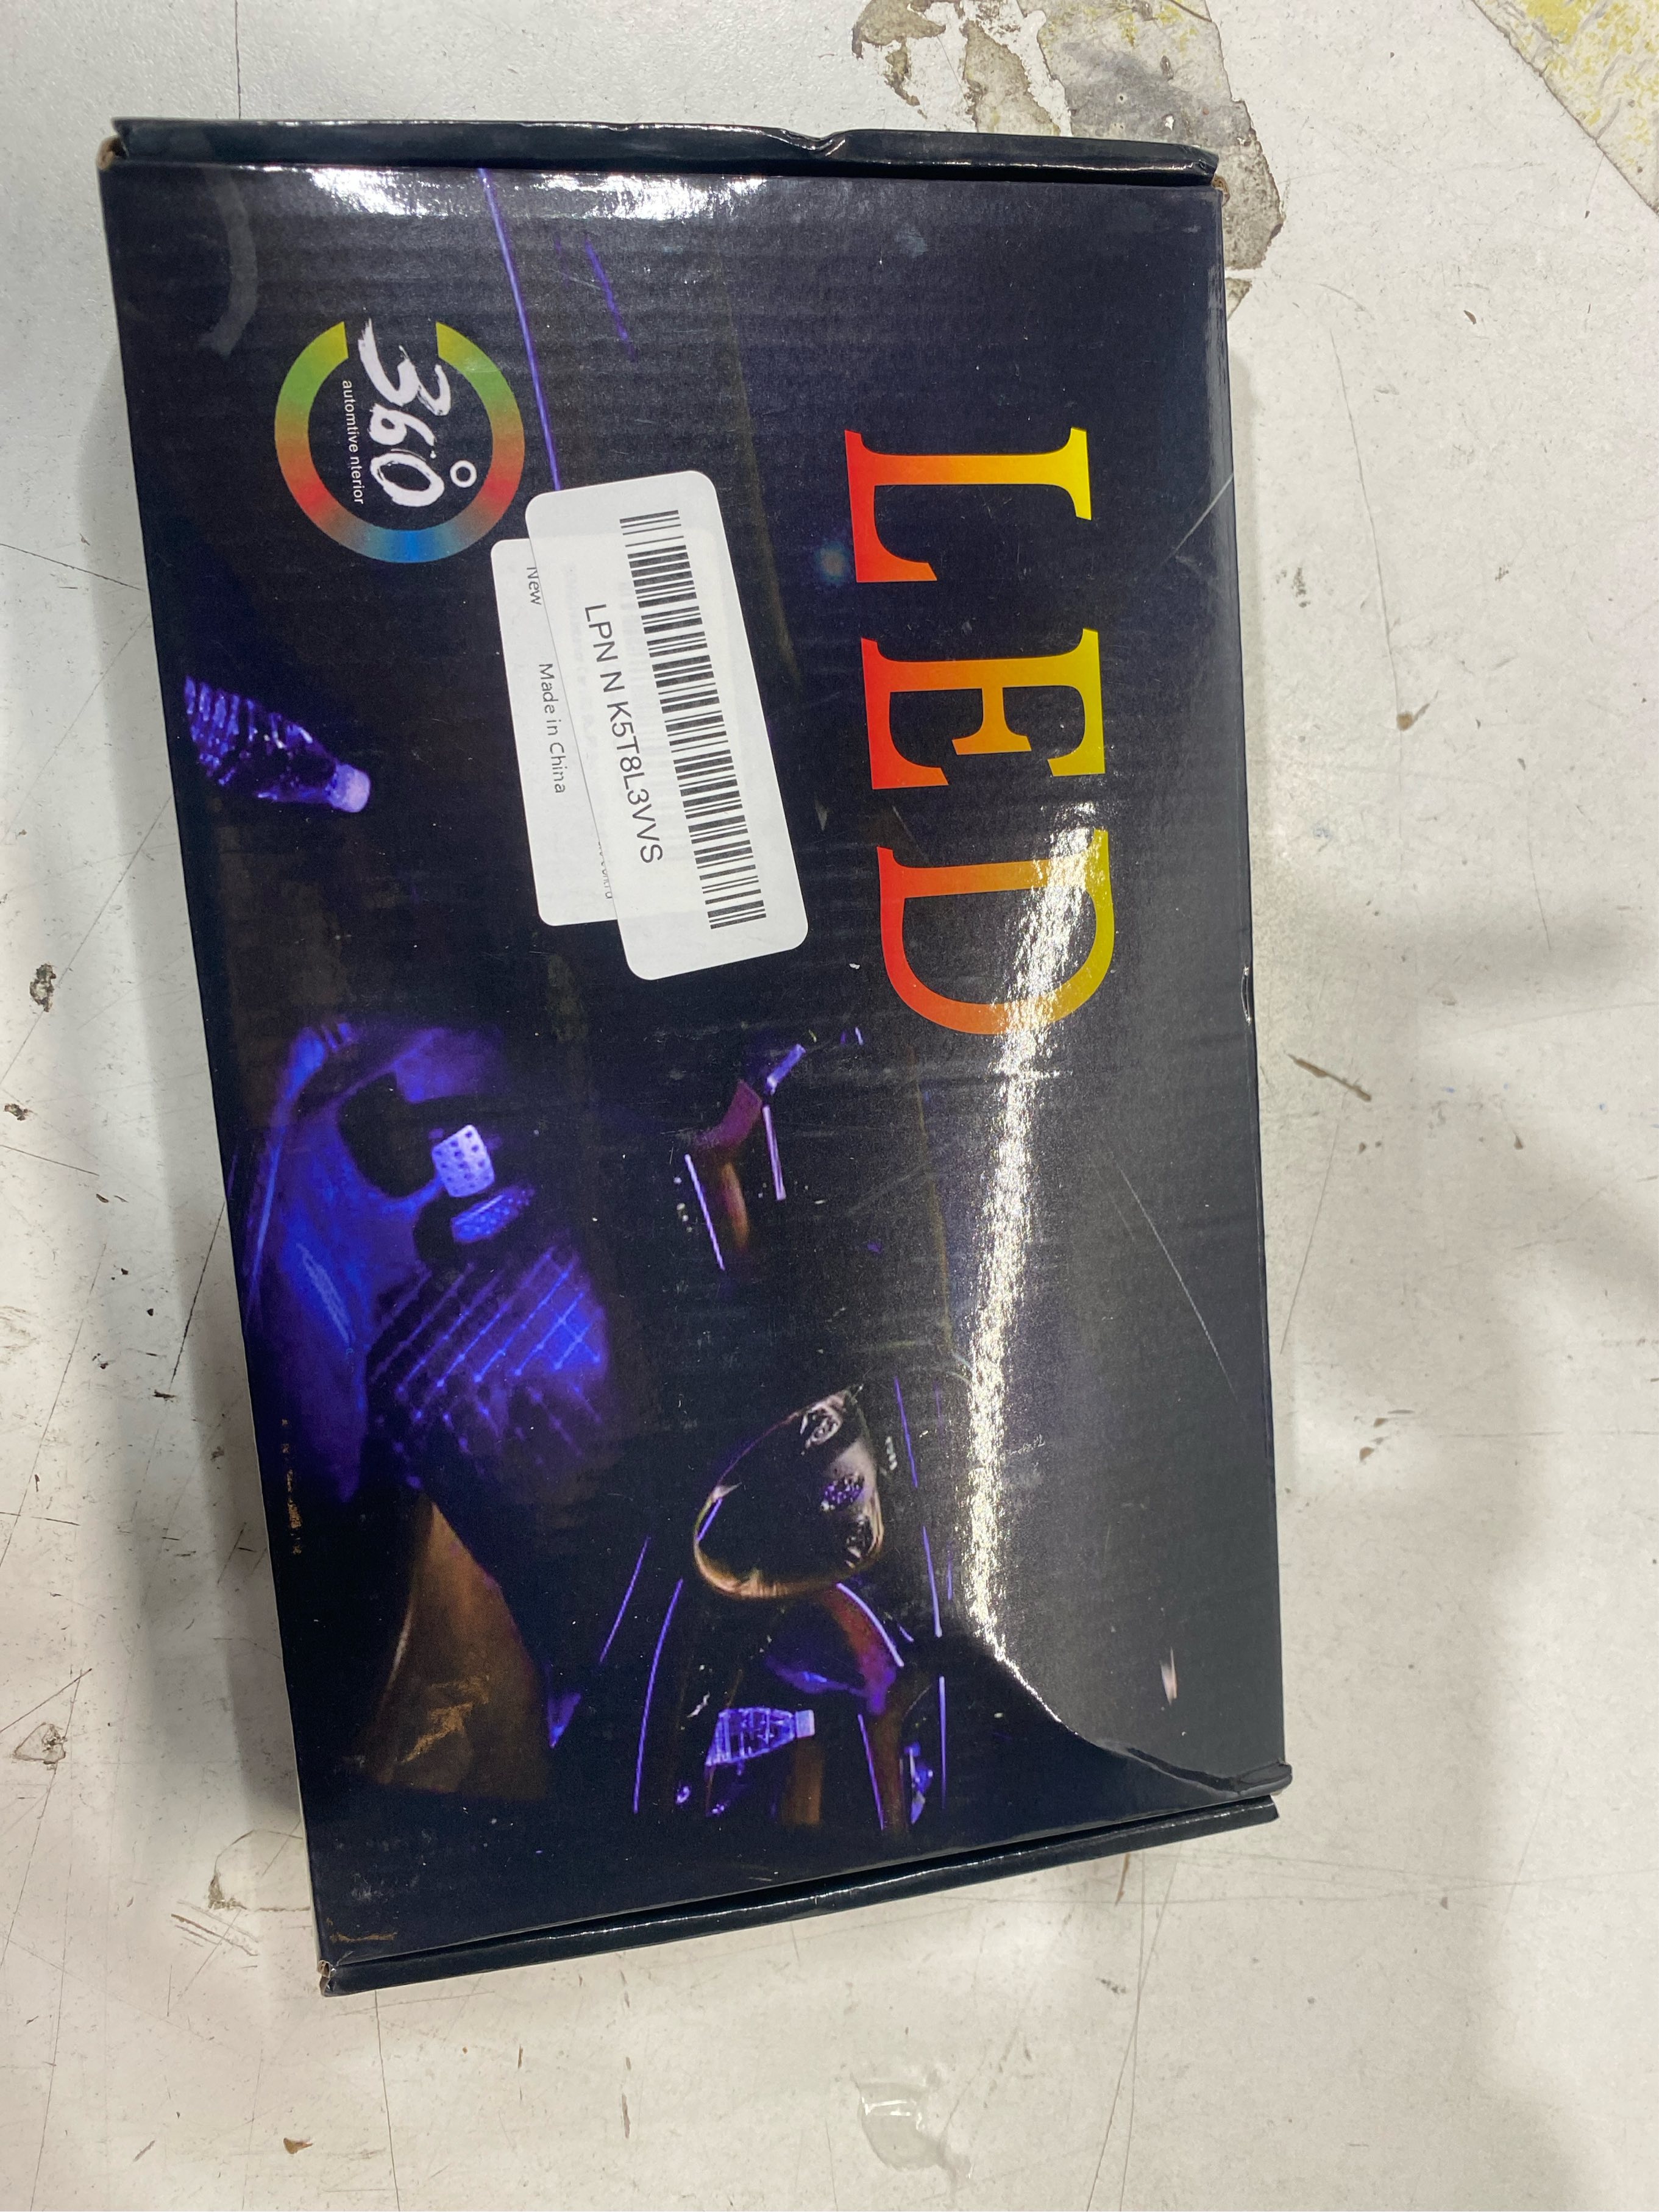 LED
LPN N K5T8L3VVS
New
Made in China
360°
automtive nterior